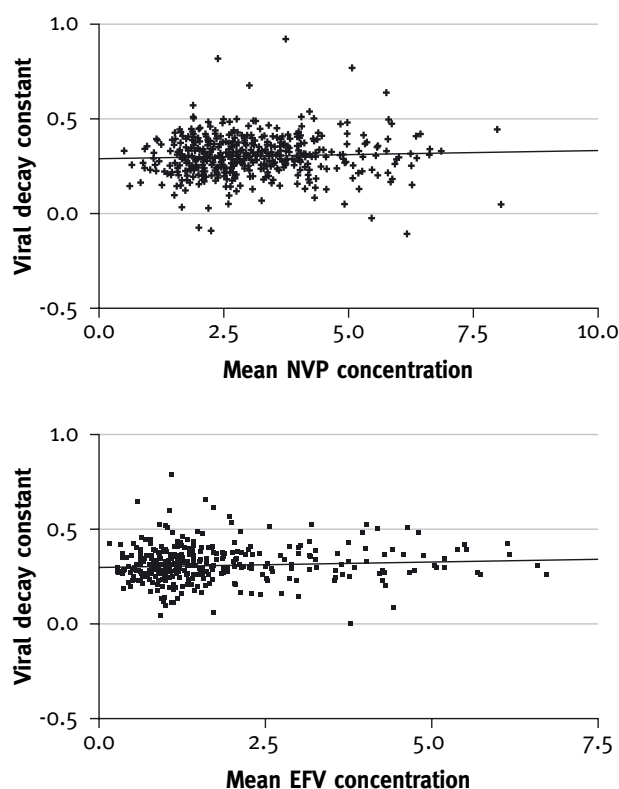 1.0
0.5
0.0
-0.5
Viral decay constant
0.0 2.5 5.0 7.5 10.0
Mean NVP concentration
1.0
0.5
0.0
-0.5
Viral decay constant
0.0 2.5 5.0 7.5
Mean EFV concentration